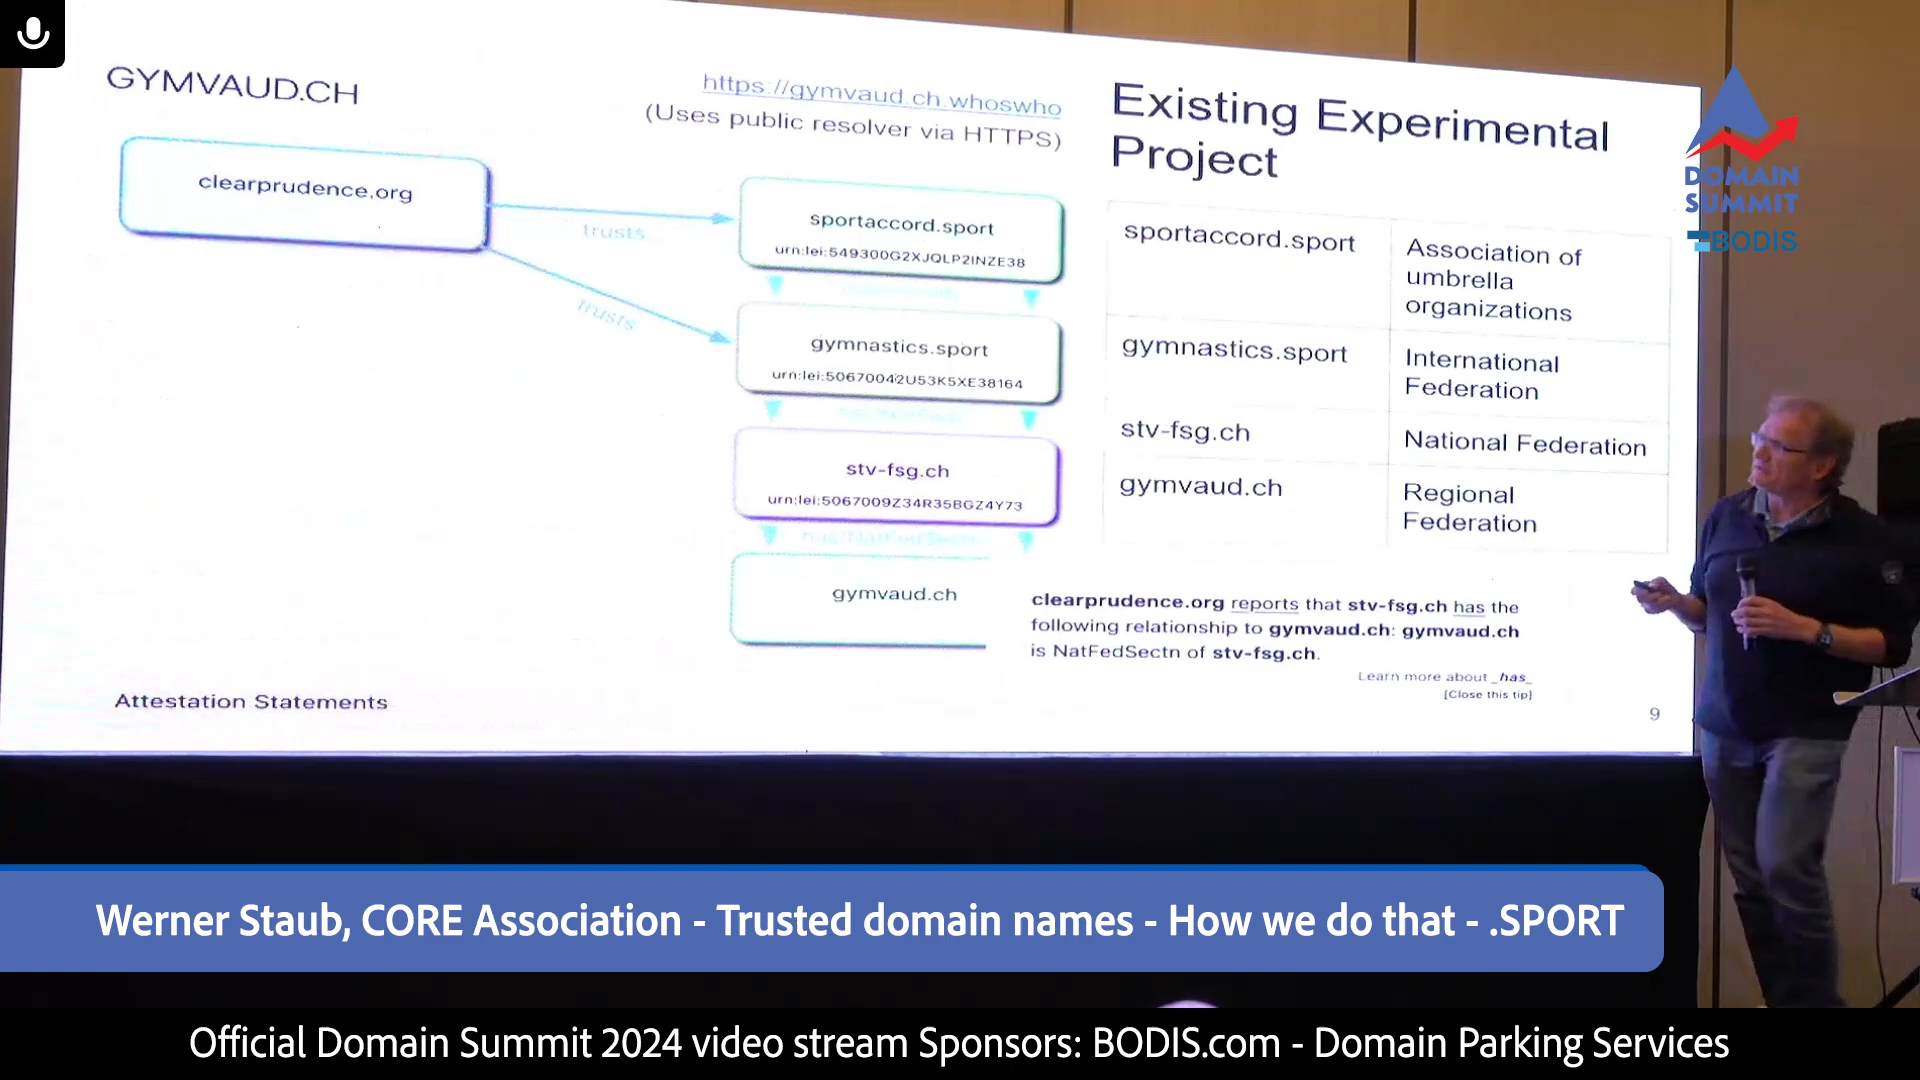 GYMVAUD.CH
https://gymvaud.ch.whoswho
(Uses public resolver via HTTPS)
clearprudence.org
trusts
trusts
sportaccord.sport
urn:lei:549300G2XJQLP2INZE38
gymnastics.sport
urn:lei:50670042U53K5XE38164
stv-fsg.ch
urn:lei:5067009Z34R35BGZ4Y73
gymvaud.ch
Attestation Statements
Existing Experimental
Project
sportaccord.sport
Association of
umbrella
organizations
gymnastics.sport
International
Federation
stv-fsg.ch
National Federation
gymvaud.ch
Regional
Federation
clearprudence.org reports that stv-fsg.ch has the
following relationship to gymvaud.ch: gymvaud.ch
is NatFedSectn of stv-fsg.ch.
Learn more about _has_
[Close this tip]
9
DOMAIN
SUMMIT
BODIS
Werner Staub, CORE Association - Trusted domain names - How we do that - .SPORT
Official Domain Summit 2024 video stream Sponsors: BODIS.com - Domain Parking Services